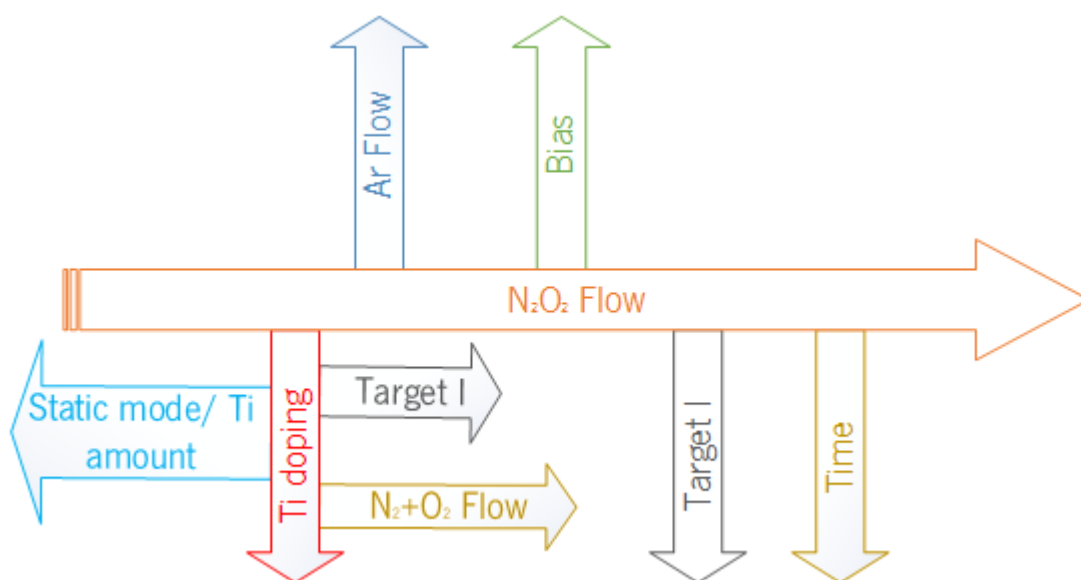 Ar Flow
Bias
N₂O₂ Flow
Static mode/ Ti
amount
Ti doping
Target I
N₂+O₂ Flow
Target I
Time